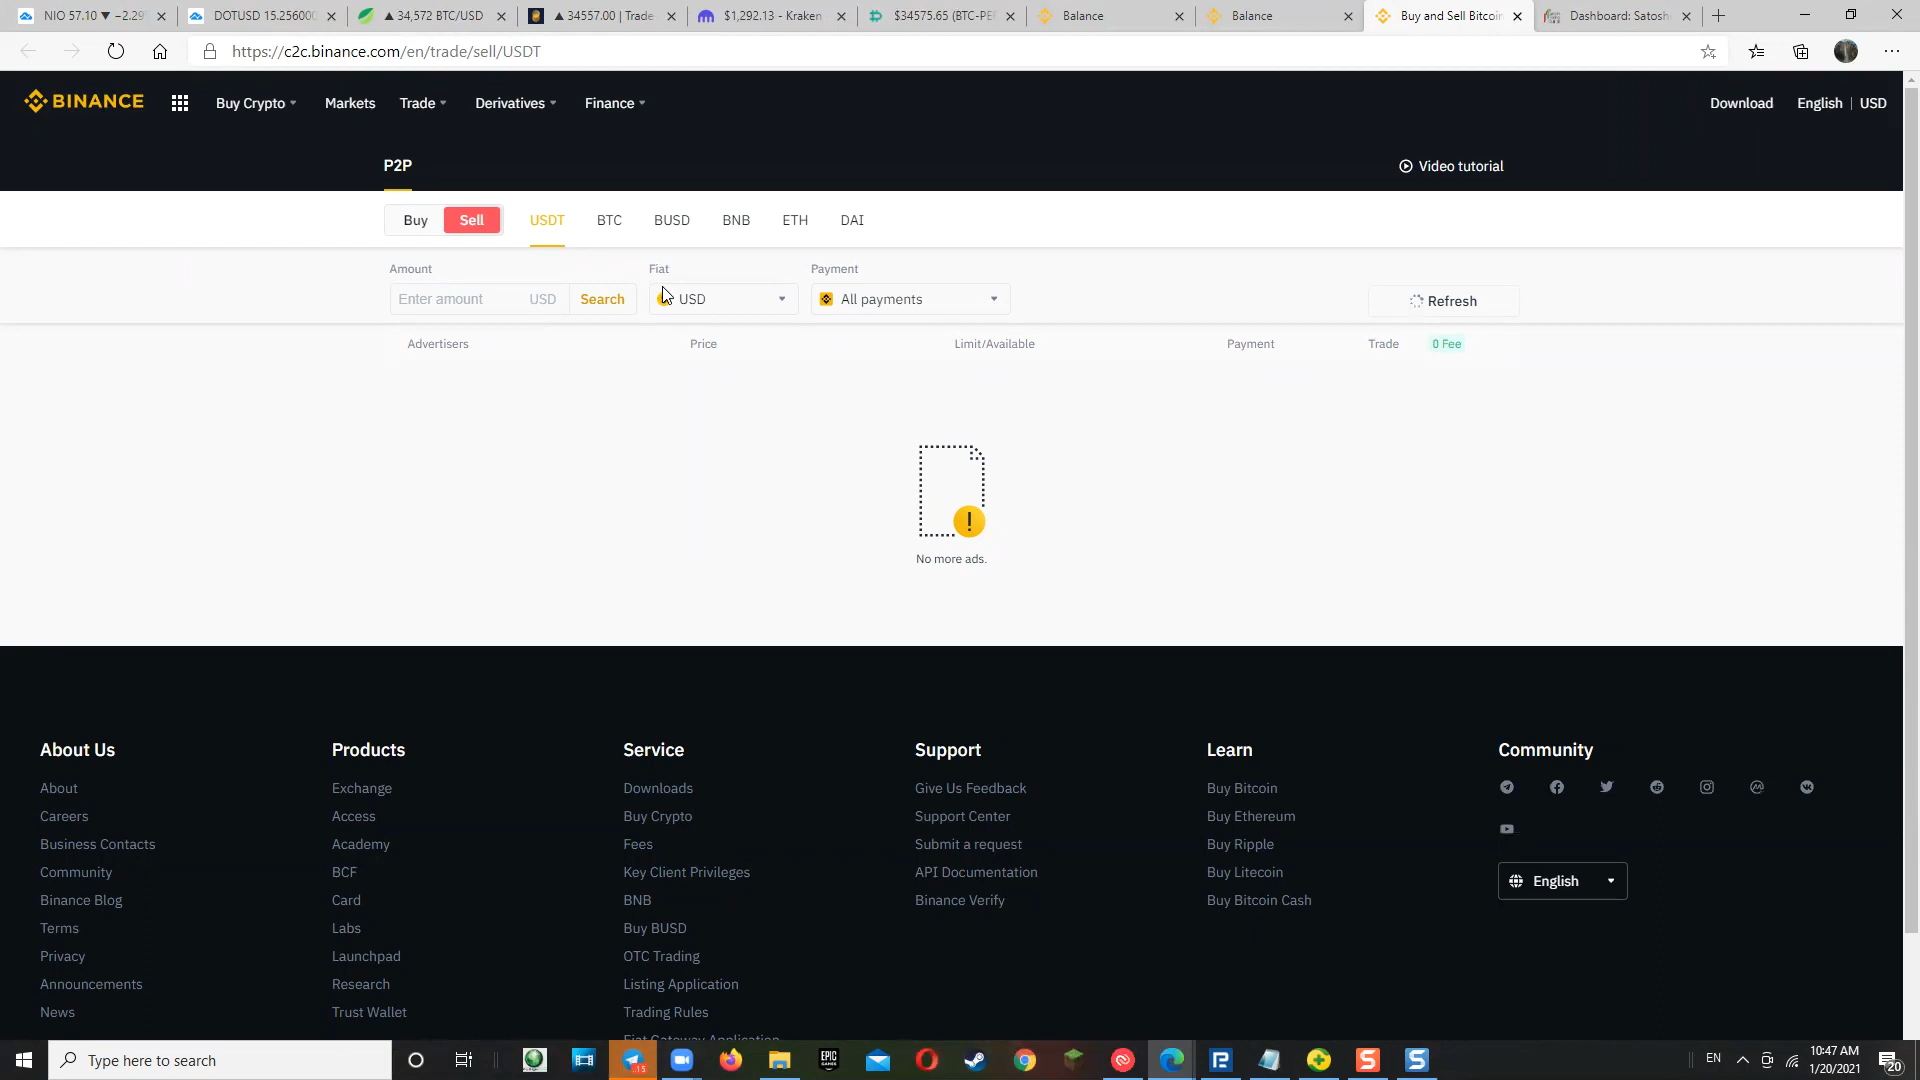 NIO 57.10 ▼ −2.29
DOTUSD 15.256000
▲ 34,572 BTC/USD
▲ 34557.00 | Trade
$1,292.13 - Kraken
$34575.65 (BTC-PE
Balance
Balance
Buy and Sell Bitcoin
Dashboard: Satosh
https://c2c.binance.com/en/trade/sell/USDT
BINANCE
Buy Crypto
Markets
Trade
Derivatives
Finance
Download
English | USD
P2P
Video tutorial
Buy
Sell
USDT
BTC
BUSD
BNB
ETH
DAI
Amount
Fiat
Payment
Enter amount
USD
Search
USD
All payments
Refresh
Advertisers
Price
Limit/Available
Payment
Trade
0 Fee
No more ads.
About Us
About
Careers
Business Contacts
Community
Binance Blog
Terms
Privacy
Announcements
News
Products
Exchange
Access
Academy
BCF
Card
Labs
Launchpad
Research
Trust Wallet
Service
Downloads
Buy Crypto
Fees
Key Client Privileges
BNB
Buy BUSD
OTC Trading
Listing Application
Trading Rules
Fiat Gateway Application
Support
Give Us Feedback
Support Center
Submit a request
API Documentation
Binance Verify
Learn
Buy Bitcoin
Buy Ethereum
Buy Ripple
Buy Litecoin
Buy Bitcoin Cash
Community
English
Type here to search
15
EPIC
GAMES
EN
10:47 AM
1/20/2021
20